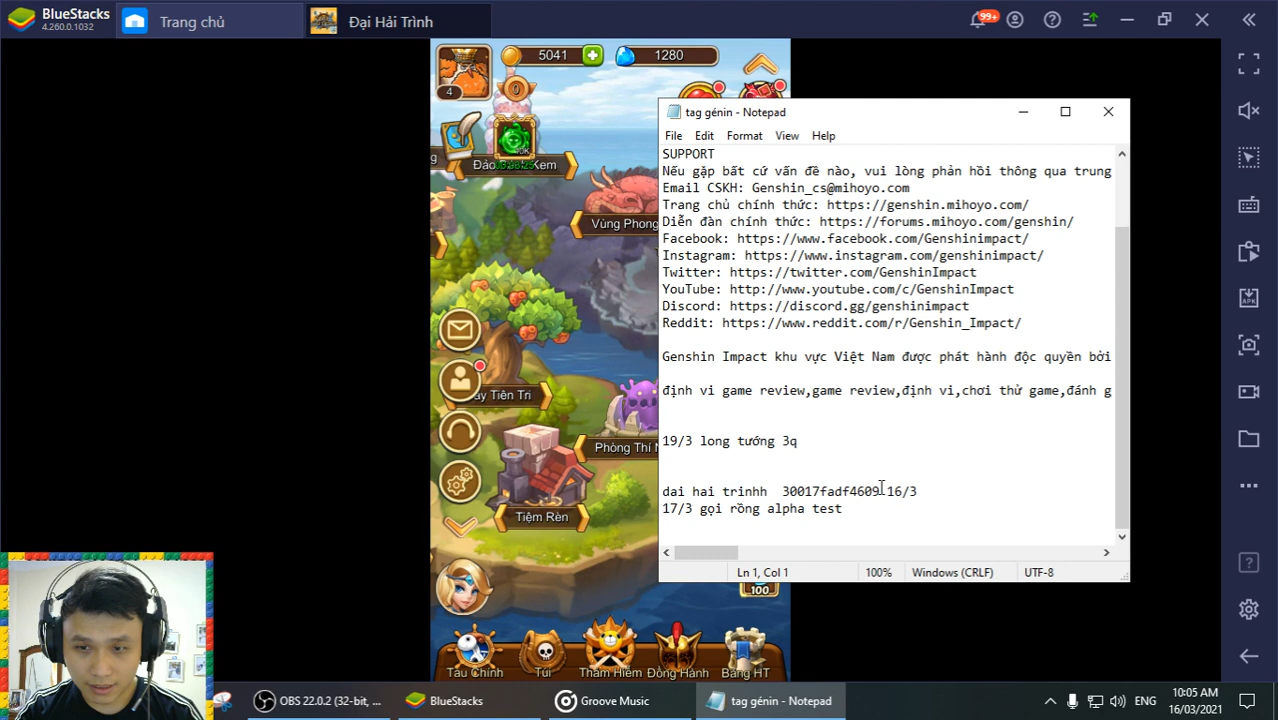 BlueStacks
4.260.0.1032
Trang chủ
Đại Hải Trình
99+
5041
1280
4
0
Vùng Phong
Tiên Tri
Phòng Thí
Tiệm Rèn
100
Tàu Chính
Túi
Thám Hiểm
Đồng Hành
Bảng HT
tag génin - Notepad
File Edit Format View Help
SUPPORT
Nếu gặp bất cứ vấn đề nào, vui lòng phản hồi thông qua trung
Email CSKH: Genshin_cs@mihoyo.com
Trang chủ chính thức: https://genshin.mihoyo.com/
Diễn đàn chính thức: https://forums.mihoyo.com/genshin/
Facebook: https://www.facebook.com/Genshinimpact/
Instagram: https://www.instagram.com/genshinimpact/
Twitter: https://twitter.com/GenshinImpact
YouTube: http://www.youtube.com/c/GenshinImpact
Discord: https://discord.gg/genshinimpact
Reddit: https://www.reddit.com/r/Genshin_Impact/
Genshin Impact khu vực Việt Nam được phát hành độc quyền bởi
định vi game review,game review,định vi,chơi thử game,đánh g
19/3 long tướng 3q
dai hai trinhh 30017fadf4609 16/3
17/3 gọi rồng alpha test
Ln 1, Col 1
100%
Windows (CRLF)
UTF-8
OBS 22.0.2 (32-bit, ...
BlueStacks
Groove Music
tag génin - Notepad
ENG
10:05 AM
16/03/2021